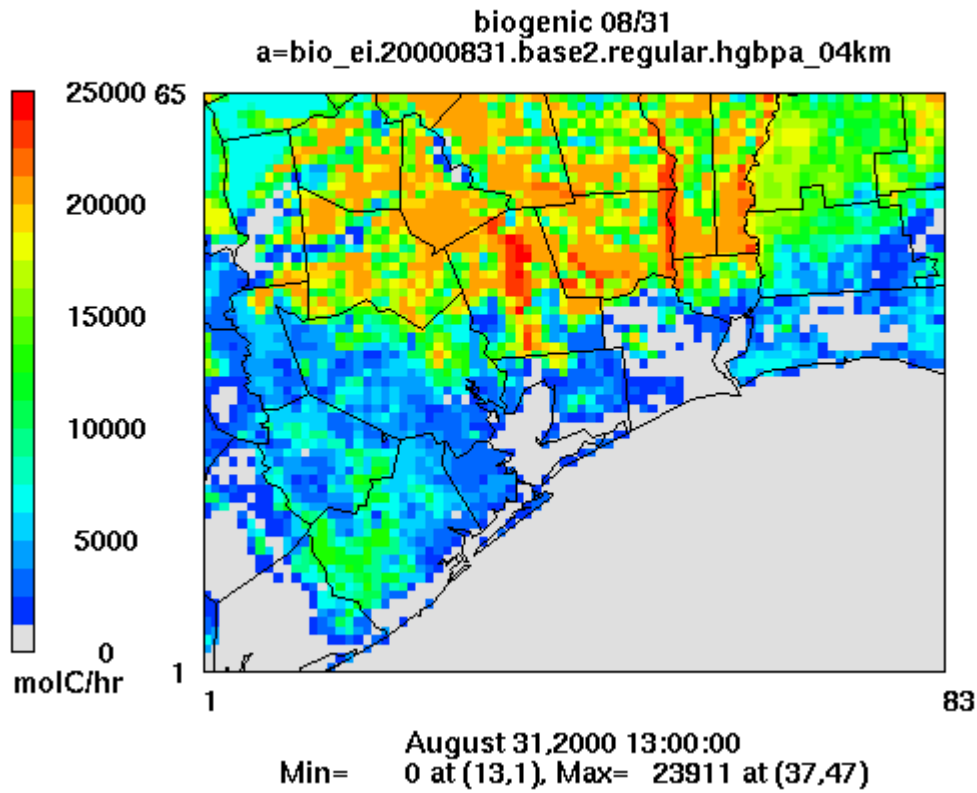 biogenic 08/31
a=bio_ei.20000831.base2.regular.hgbpa_04km
25000
20000
15000
10000
5000
0
molC/hr
65
1
1
83
August 31,2000 13:00:00
Min= 0 at (13,1), Max= 23911 at (37,47)